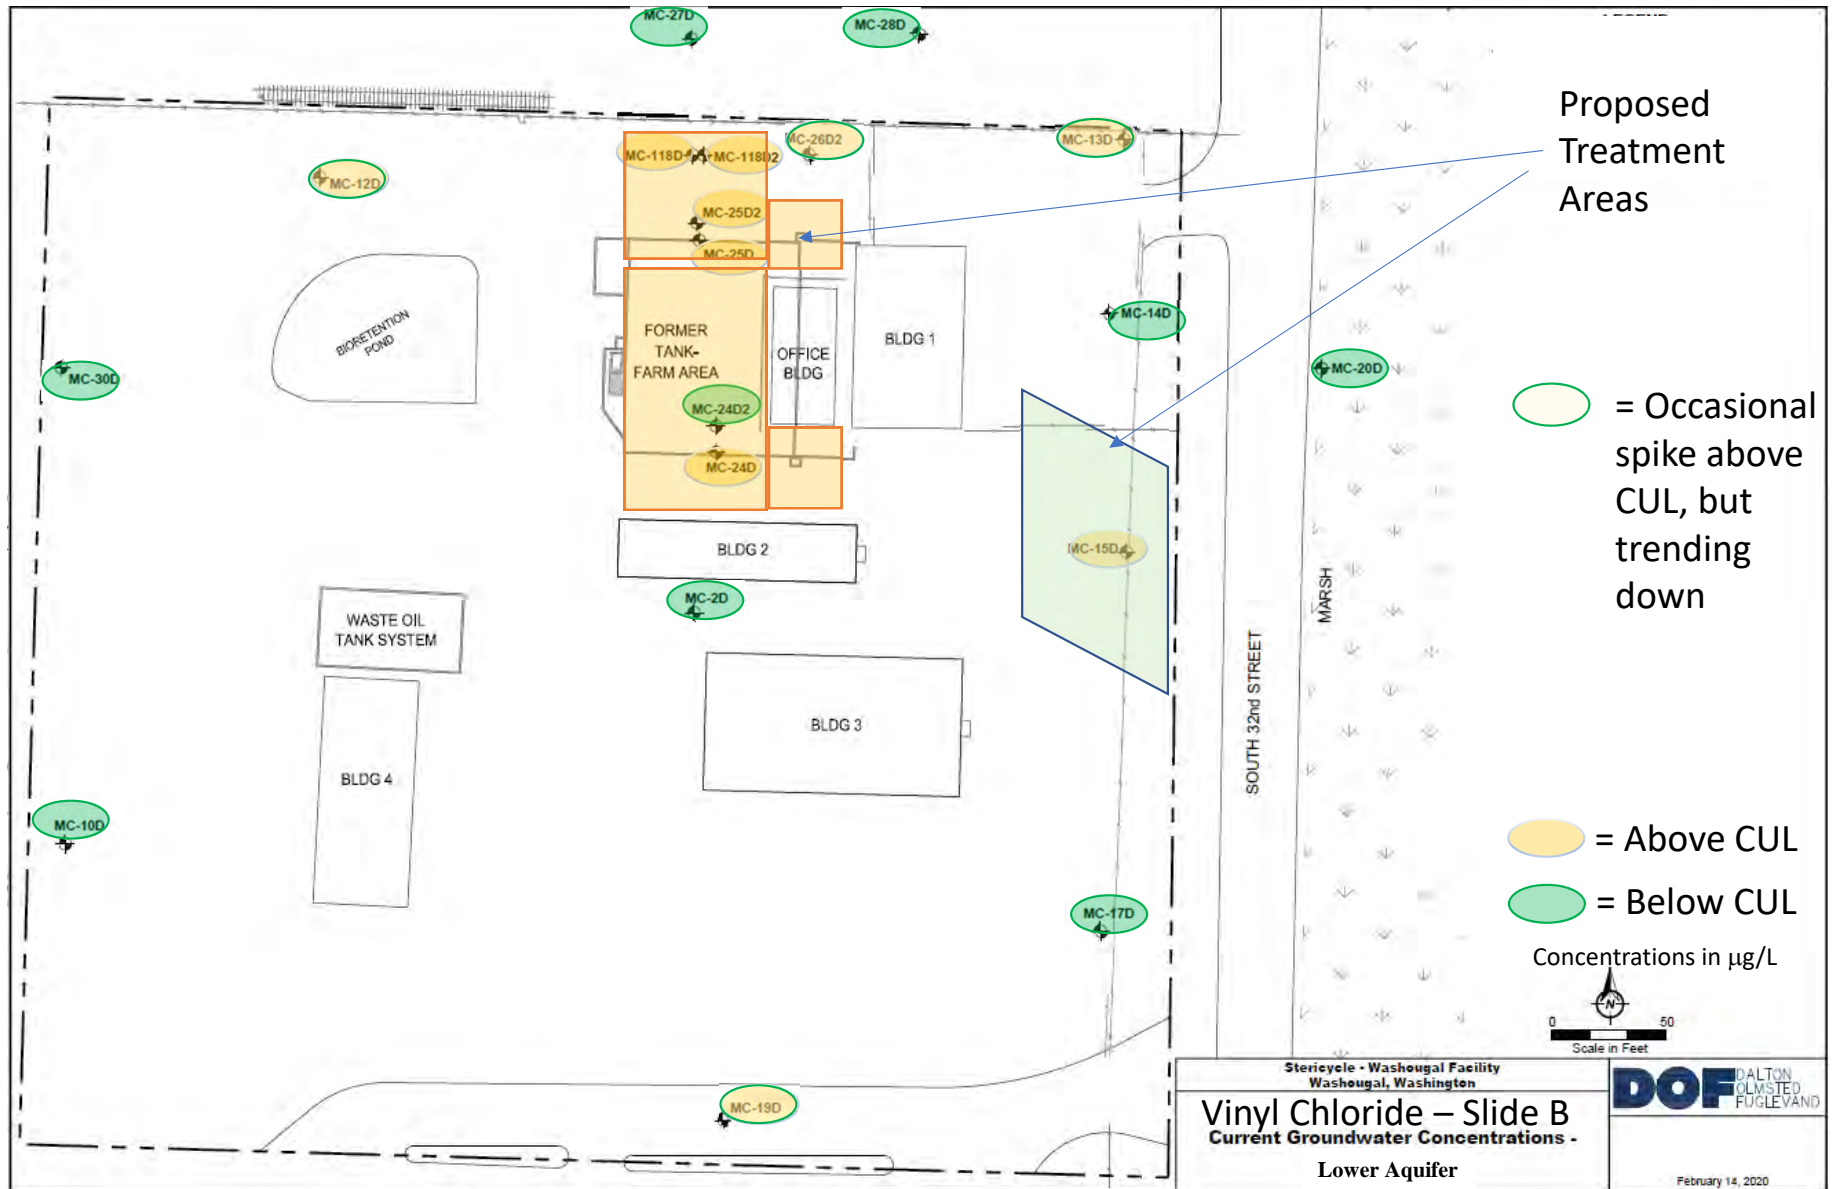 MC-27D
MC-28D
Proposed
Treatment
Areas
MC-118D
MC-118D2
MC-26D2
MC-13D
MC-12D
MC-25D2
MC-25D
BIORETENTION
POND
FORMER
TANK-
FARM AREA
OFFICE
BLDG
BLDG 1
MC-14D
MC-20D
MC-30D
MC-24D2
MC-24D
= Occasional
spike above
CUL, but
trending
down
BLDG 2
MC-15D
MC-2D
WASTE OIL
TANK SYSTEM
BLDG 3
BLDG 4
MARSH
SOUTH 32nd STREET
MC-10D
MC-17D
MC-19D
= Above CUL
= Below CUL
Concentrations in µg/L
N
0 50
Scale in Feet
Stericycle - Washougal Facility
Washougal, Washington
Vinyl Chloride – Slide B
Current Groundwater Concentrations -
Lower Aquifer
DOF
DALTON
OLMSTED
FUGLEVAND
February 14, 2020